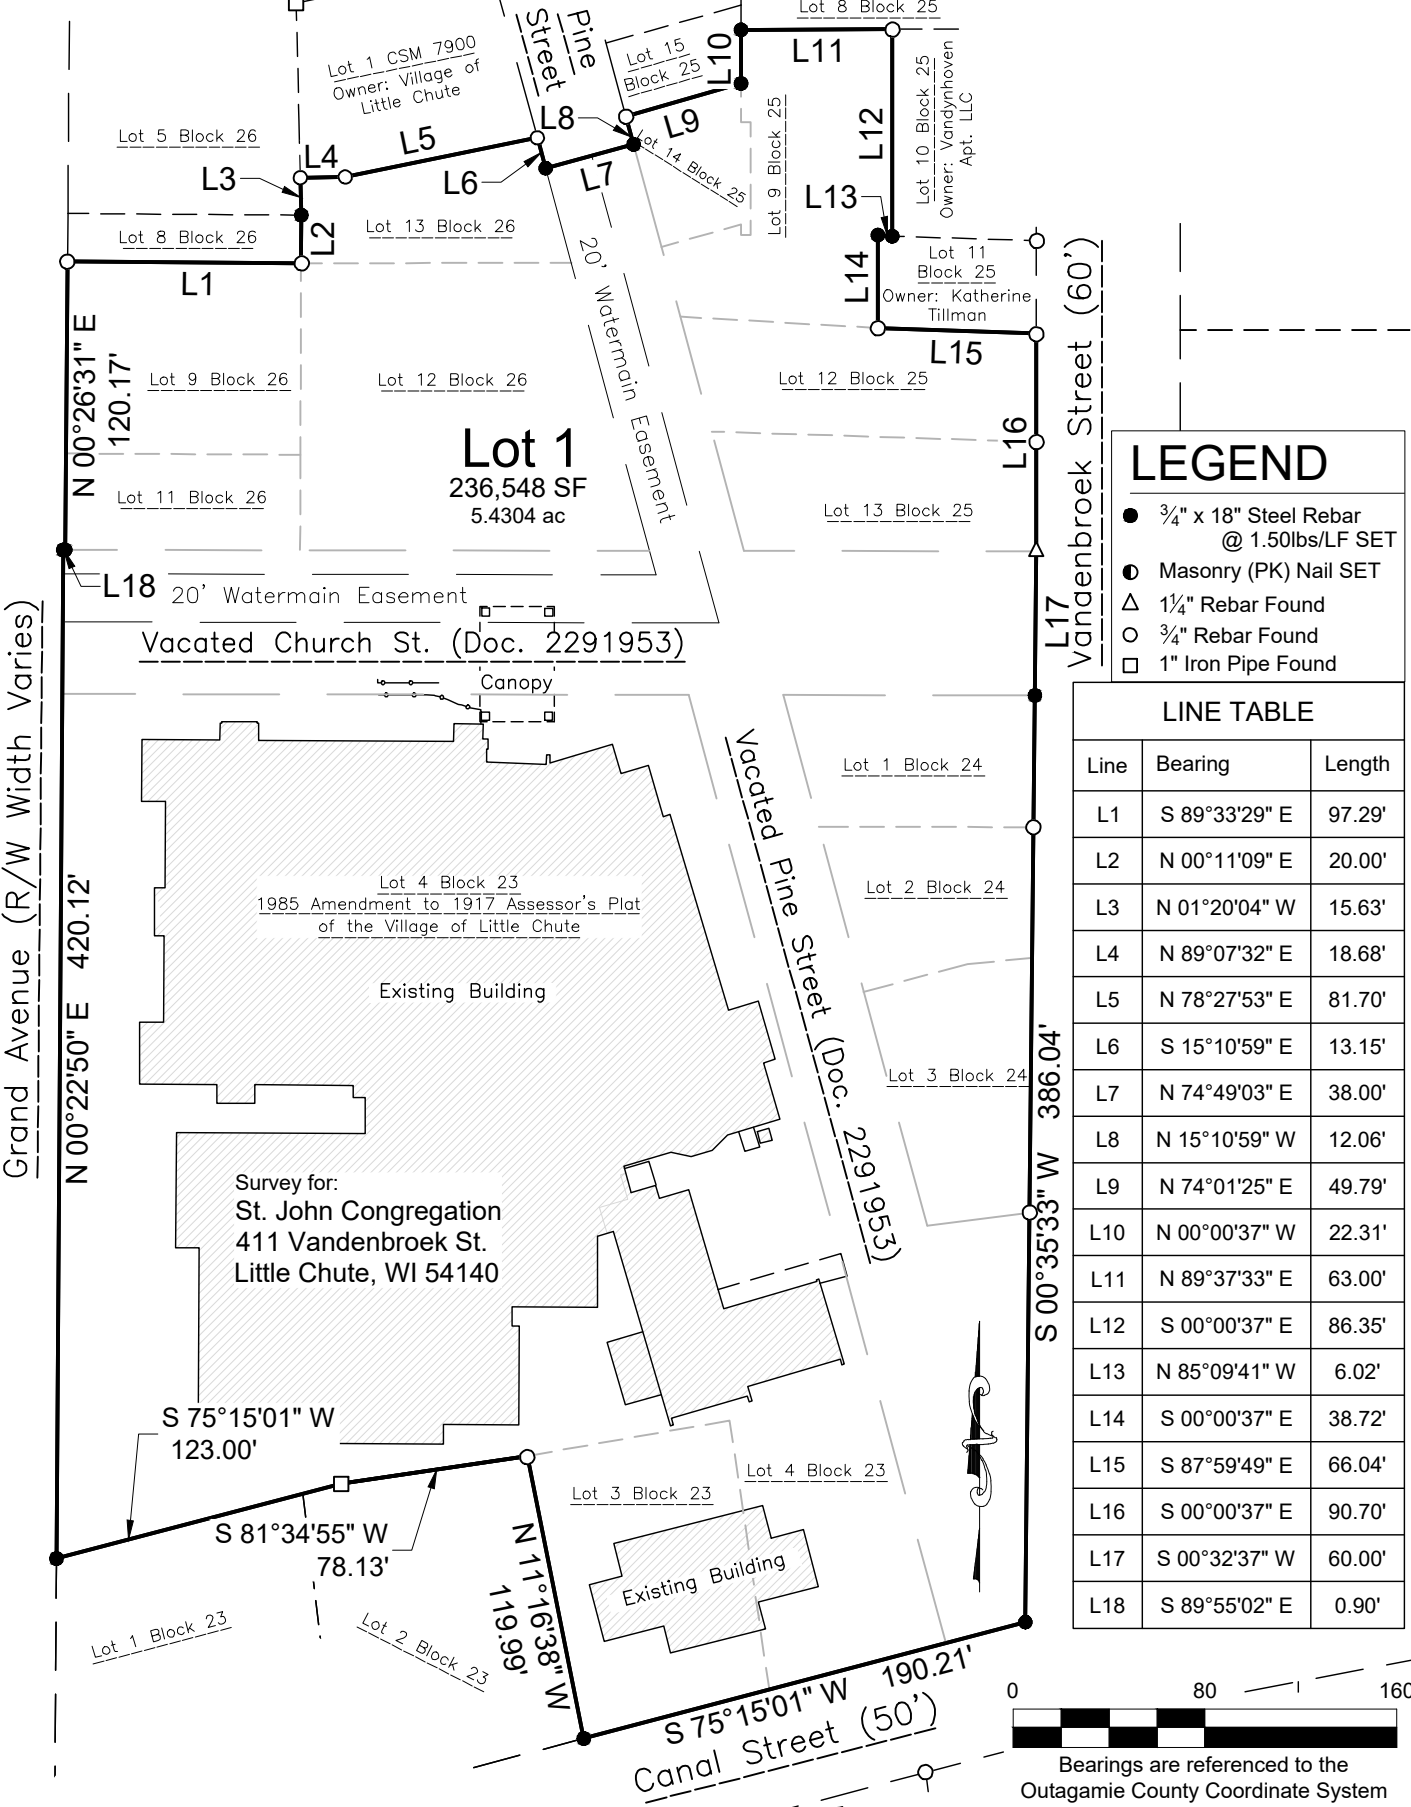 Lot 8 Block 25
Pine
Street
Lot 1 CSM 7900
Owner: Village of
Little Chute
Lot 15
Block 25
L10
L11
Lot 10 Block 25
Owner: Vandynhoven
Apt. LLC
L12
Lot 5 Block 26
L3
L4
L5
L6
L7
L8
L9
Lot 14 Block 25
Lot 9 Block 25
L13
Lot 8 Block 26
L2
Lot 13 Block 26
L1
L14
Lot 11
Block 25
Owner: Katherine
Tillman
L15
Vandenbroek Street (60')
N 00°26'31" E
120.17'
Lot 9 Block 26
Lot 12 Block 26
20' Watermain Easement
Lot 12 Block 25
L16
Lot 1
236,548 SF
5.4304 ac
Lot 11 Block 26
Lot 13 Block 25
LEGEND
¾" x 18" Steel Rebar
@ 1.50lbs/LF SET
Masonry (PK) Nail SET
1¼" Rebar Found
¾" Rebar Found
1" Iron Pipe Found
L18
20' Watermain Easement
Vacated Church St. (Doc. 2291953)
Canopy
L17
Grand Avenue (R/W Width Varies)
N 00°22'50" E 420.12'
Lot 4 Block 23
1985 Amendment to 1917 Assessor's Plat
of the Village of Little Chute
Existing Building
Vacated Pine Street (Doc. 2291953)
Lot 1 Block 24
Lot 2 Block 24
Lot 3 Block 24
S 00°35'33" W 386.04'
Survey for:
St. John Congregation
411 Vandenbroek St.
Little Chute, WI 54140
S 75°15'01" W
123.00'
S 81°34'55" W
78.13'
N 11°16'38" W
119.99'
Lot 3 Block 23
Lot 4 Block 23
Existing Building
Lot 1 Block 23
Lot 2 Block 23
S 75°15'01" W 190.21'
Canal Street (50')
LINE TABLE
Line Bearing Length
L1 S 89°33'29" E 97.29'
L2 N 00°11'09" E 20.00'
L3 N 01°20'04" W 15.63'
L4 N 89°07'32" E 18.68'
L5 N 78°27'53" E 81.70'
L6 S 15°10'59" E 13.15'
L7 N 74°49'03" E 38.00'
L8 N 15°10'59" W 12.06'
L9 N 74°01'25" E 49.79'
L10 N 00°00'37" W 22.31'
L11 N 89°37'33" E 63.00'
L12 S 00°00'37" E 86.35'
L13 N 85°09'41" W 6.02'
L14 S 00°00'37" E 38.72'
L15 S 87°59'49" E 66.04'
L16 S 00°00'37" E 90.70'
L17 S 00°32'37" W 60.00'
L18 S 89°55'02" E 0.90'
0 80 160
Bearings are referenced to the
Outagamie County Coordinate System